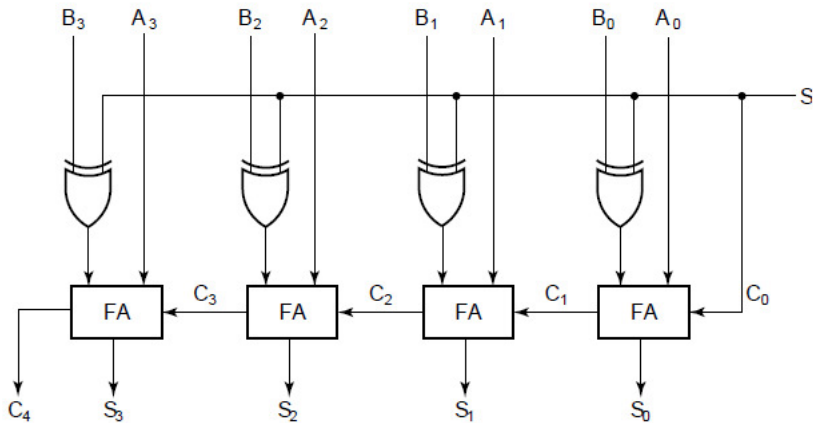 B₃ A₃ B₂ A₂ B₁ A₁ B₀ A₀
S
FA C₃ FA C₂ FA C₁ FA C₀
C₄ S₃ S₂ S₁ S₀